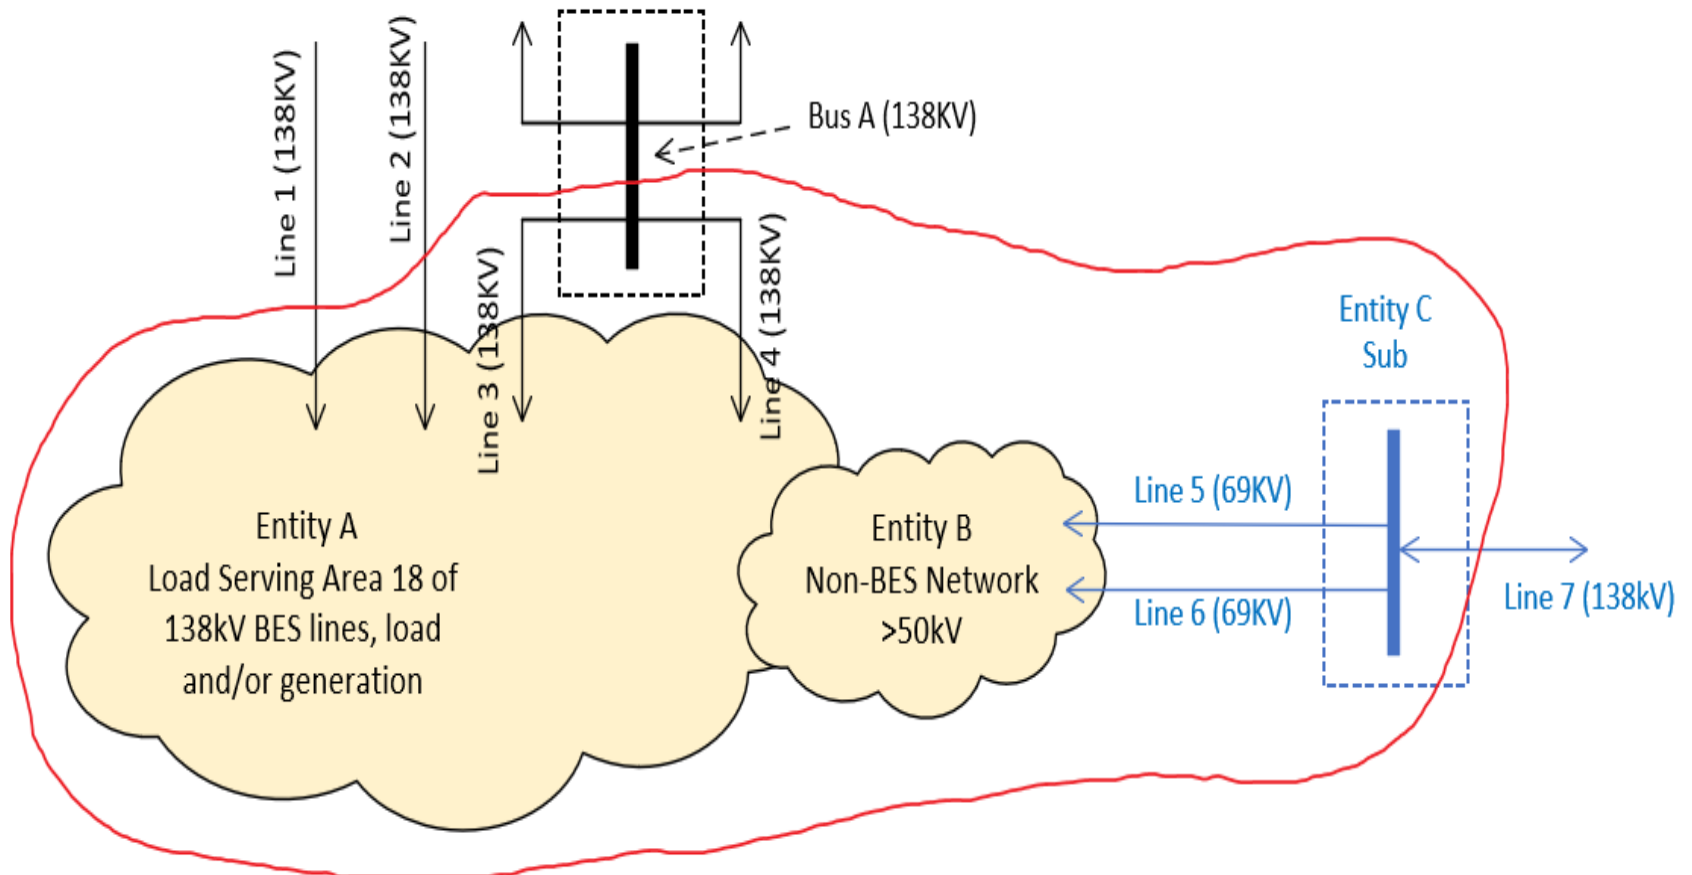 Line 1 (138KV)
Line 2 (138KV)
Bus A (138KV)
Line 3 (138KV)
Line 4 (138KV)
Entity C
Sub
Line 5 (69KV)
Line 6 (69KV)
Line 7 (138kV)
Entity A
Load Serving Area 18 of
138kV BES lines, load
and/or generation
Entity B
Non-BES Network
>50kV